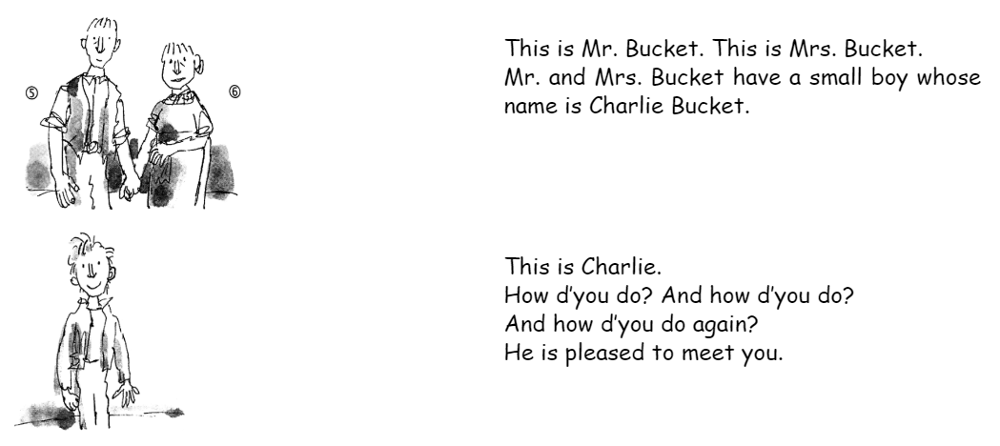 ⑤
⑥
This is Mr. Bucket. This is Mrs. Bucket.
Mr. and Mrs. Bucket have a small boy whose
name is Charlie Bucket.
This is Charlie.
How d'you do? And how d'you do?
And how d'you do again?
He is pleased to meet you.